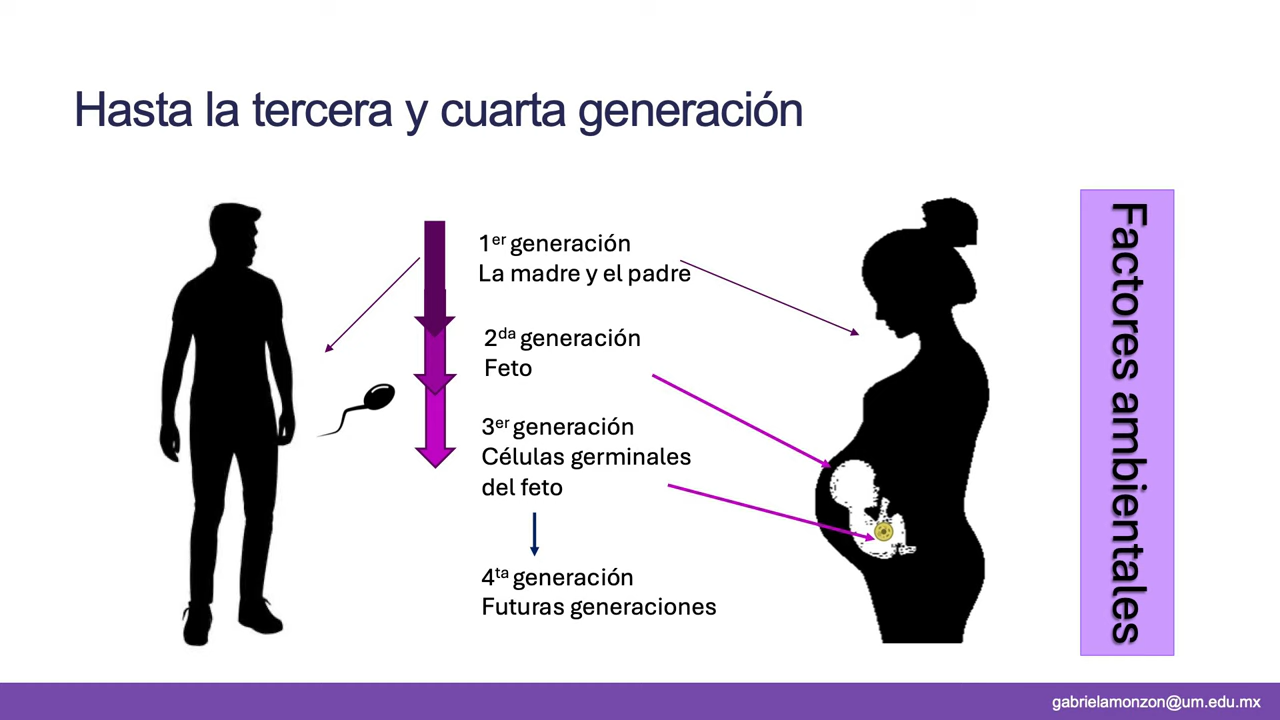 Hasta la tercera y cuarta generación
1er generación
La madre y el padre
2da generación
Feto
3er generación
Células germinales
del feto
4ta generación
Futuras generaciones
Factores ambientales
gabrielamonzon@um.edu.mx